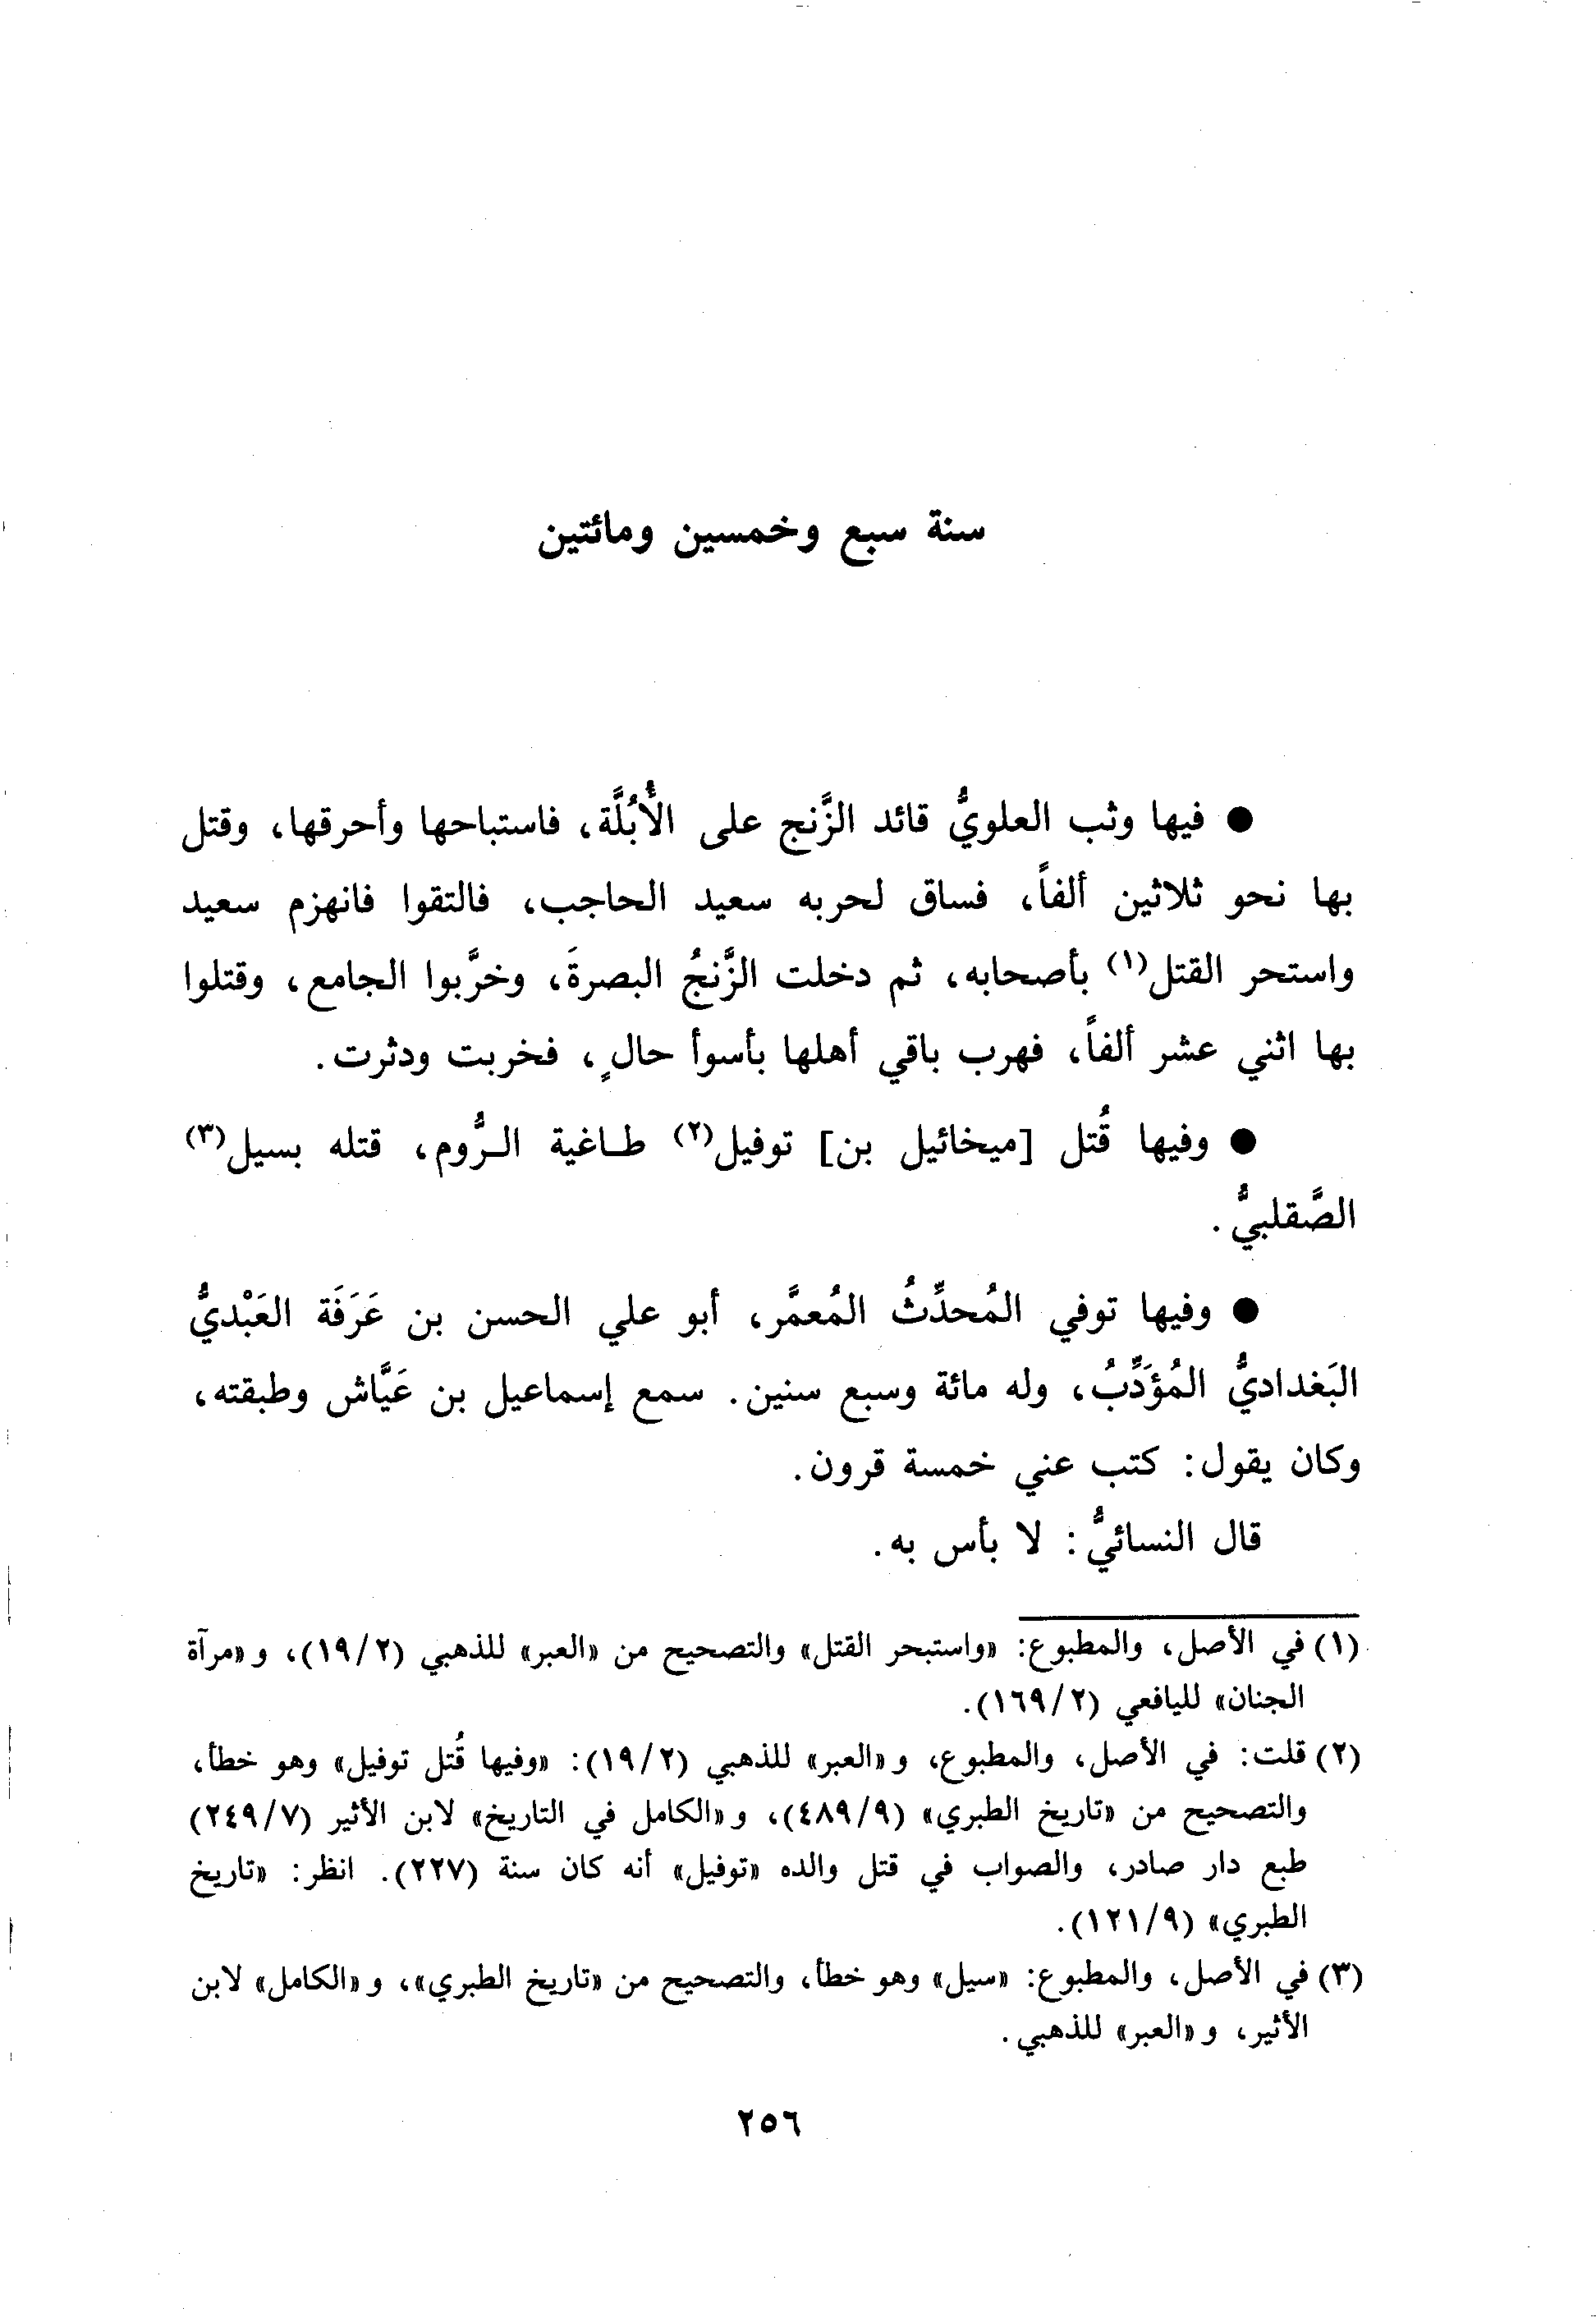 سنة سبع وخمسين ومائتين
● فيها وثب العلويُّ قائد الزَّنج على الأُبُلَّة، فاستباحها وأحرقها، وقتل
بها نحو ثلاثين ألفاً، فساق لحربه سعيد الحاجب، فالتقوا فانهزم سعيد
واستحر القتل(١) بأصحابه، ثم دخلت الزَّنجُ البصرةَ، وخرَّبوا الجامع، وقتلوا
بها اثني عشر ألفاً، فهرب باقي أهلها بأسوأ حالٍ، فخربت ودثرت.
● وفيها قُتل [ميخائيل بن] توفيل(٢) طـاغية الـرُّوم، قتله بسيل(٣)
الصَّقلبيُّ.
● وفيها توفي المُحدِّثُ المُعمَّر، أبو علي الحسن بن عَرَفَة العَبْديُّ
البَغداديُّ المُؤَدِّبُ، وله مائة وسبع سنين. سمع إسماعيل بن عَيَّاش وطبقته،
وكان يقول: كتب عني خمسة قرون.
قال النسائيُّ: لا بأس به.
(١) في الأصل، والمطبوع: «واستبحر القتل» والتصحيح من «العبر» للذهبي (١٩/٢)، و«مرآة
الجنان» لليافعي (١٦٩/٢).
(٢) قلت: في الأصل، والمطبوع، و«العبر» للذهبي (١٩/٢): «وفيها قُتل توفيل» وهو خطأ،
والتصحيح من «تاريخ الطبري» (٤٨٩/٩)، و«الكامل في التاريخ» لابن الأثير (٢٤٩/٧)
طبع دار صادر، والصواب في قتل والده «توفيل» أنه كان سنة (٢٢٧). انظر: «تاريخ
الطبري» (١٢١/٩).
(٣) في الأصل، والمطبوع: «سيل» وهو خطأ، والتصحيح من «تاريخ الطبري»، و«الكامل» لابن
الأثير، و«العبر» للذهبي.
٢٥٦